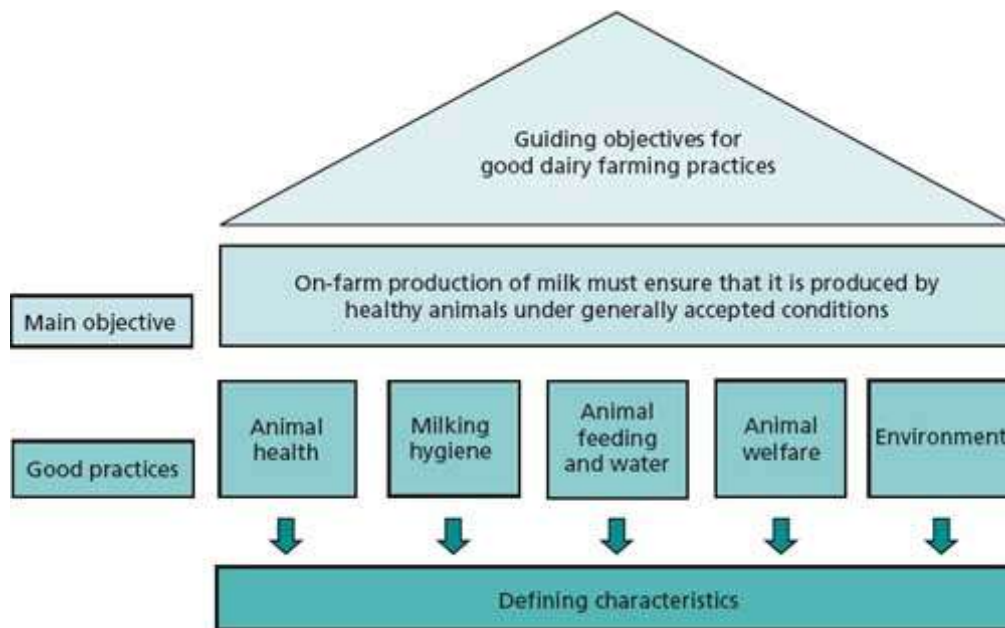 Guiding objectives for
good dairy farming practices
Main objective
On-farm production of milk must ensure that it is produced by
healthy animals under generally accepted conditions
Good practices
Animal
health
Milking
hygiene
Animal
feeding
and water
Animal
welfare
Environment
Defining characteristics